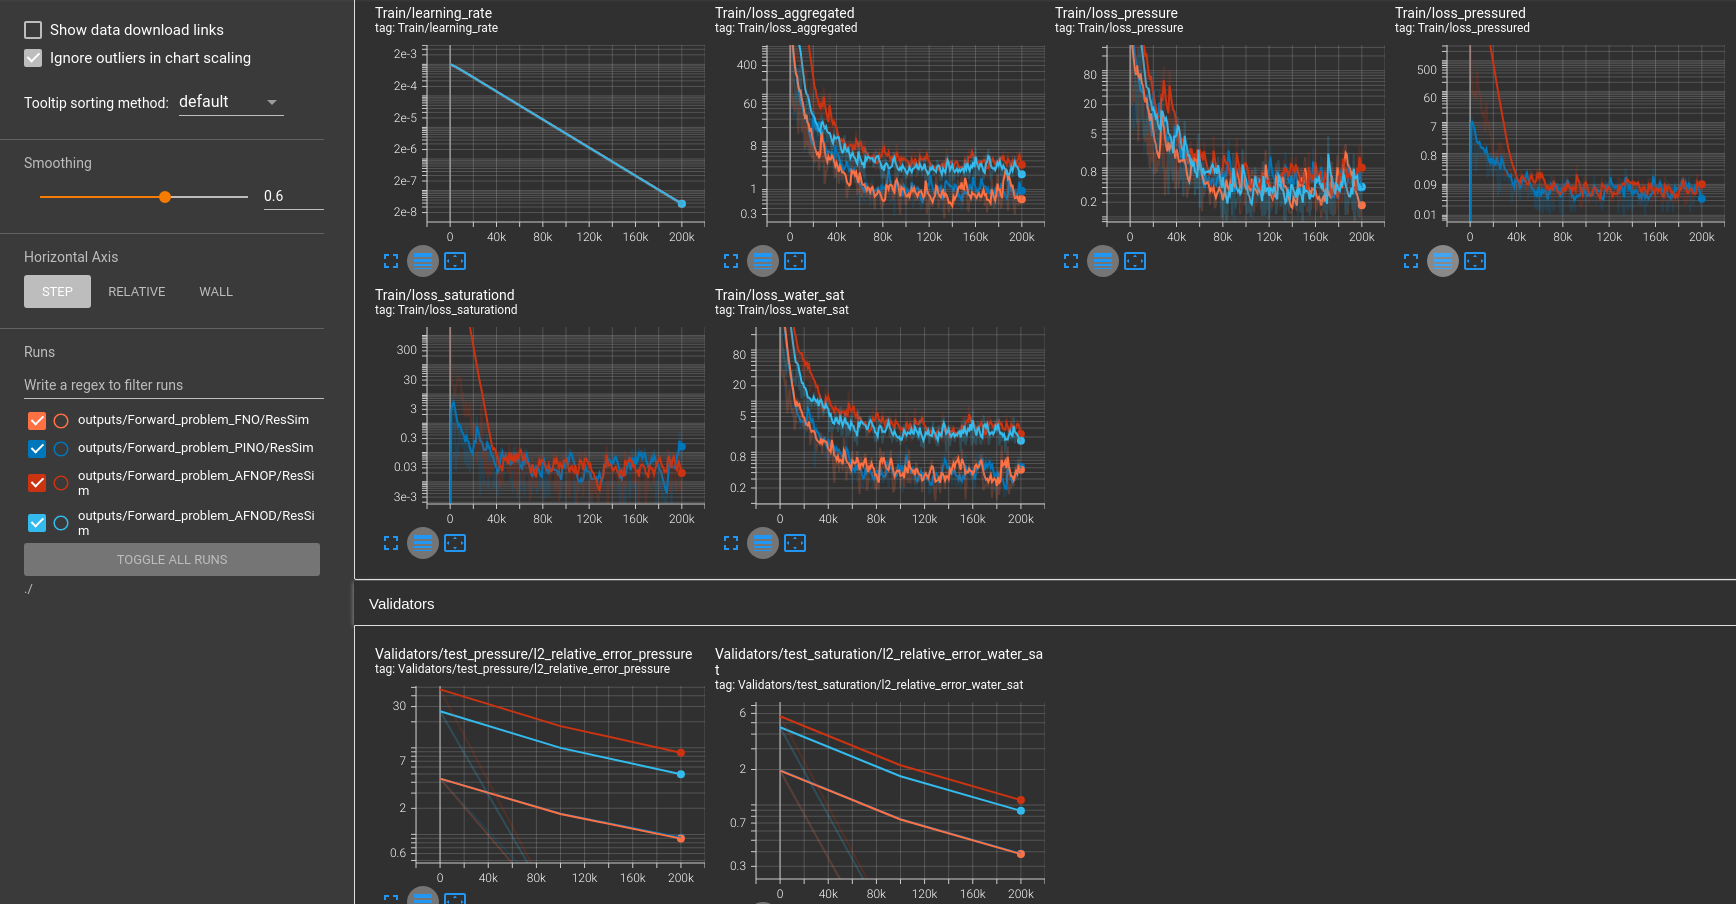 Show data download links
Ignore outliers in chart scaling
Tooltip sorting method: default
Smoothing
0.6
Horizontal Axis
STEP RELATIVE WALL
Runs
Write a regex to filter runs
outputs/Forward_problem_FNO/ResSim
outputs/Forward_problem_PINO/ResSim
outputs/Forward_problem_AFNOP/ResSi
m
outputs/Forward_problem_AFNOD/ResSi
m
TOGGLE ALL RUNS
./
Train/learning_rate
tag: Train/learning_rate
2e-3
2e-4
2e-5
2e-6
2e-7
2e-8
0 40k 80k 120k 160k 200k
Train/loss_aggregated
tag: Train/loss_aggregated
400
60
8
1
0.3
0 40k 80k 120k 160k 200k
Train/loss_pressure
tag: Train/loss_pressure
80
20
5
0.8
0.2
0 40k 80k 120k 160k 200k
Train/loss_pressured
tag: Train/loss_pressured
500
60
7
0.8
0.09
0.01
0 40k 80k 120k 160k 200k
Train/loss_saturationd
tag: Train/loss_saturationd
300
30
3
0.3
0.03
3e-3
0 40k 80k 120k 160k 200k
Train/loss_water_sat
tag: Train/loss_water_sat
80
20
5
0.8
0.2
0 40k 80k 120k 160k 200k
Validators
Validators/test_pressure/l2_relative_error_pressure
tag: Validators/test_pressure/l2_relative_error_pressure
30
7
2
0.6
0 40k 80k 120k 160k 200k
Validators/test_saturation/l2_relative_error_water_sa
t
tag: Validators/test_saturation/l2_relative_error_water_sat
6
2
0.7
0.3
0 40k 80k 120k 160k 200k